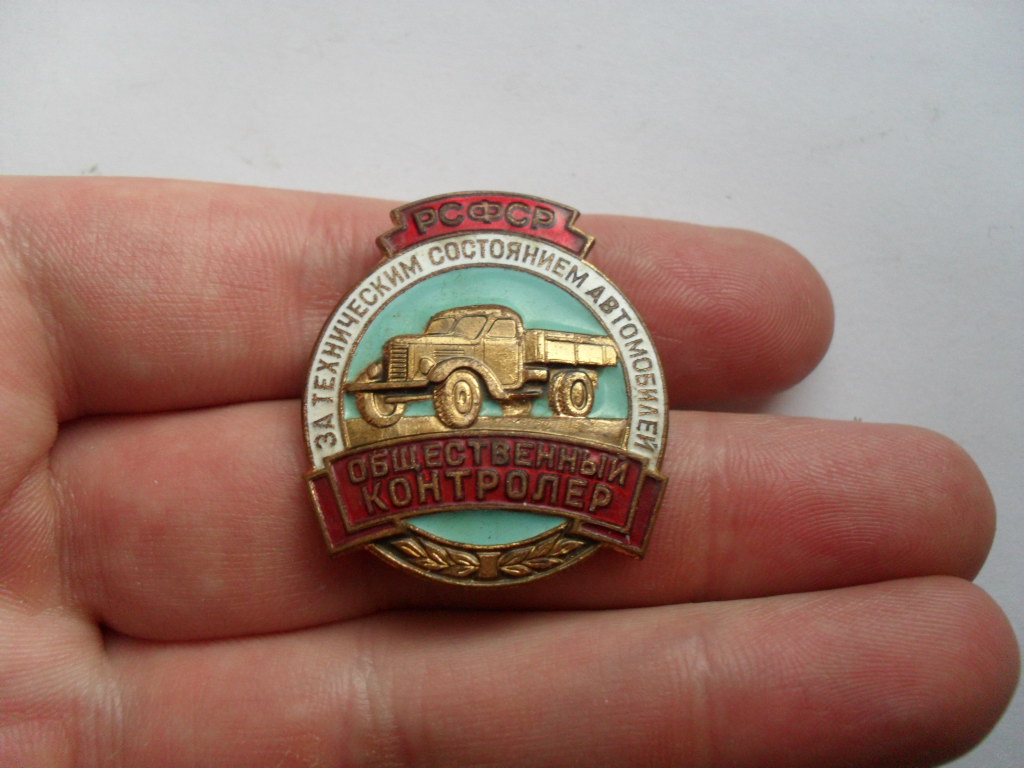 РСФСР
ЗА ТЕХНИЧЕСКИМ СОСТОЯНИЕМ АВТОМОБИЛЕЙ
ОБЩЕСТВЕННЫЙ
КОНТРОЛЕР